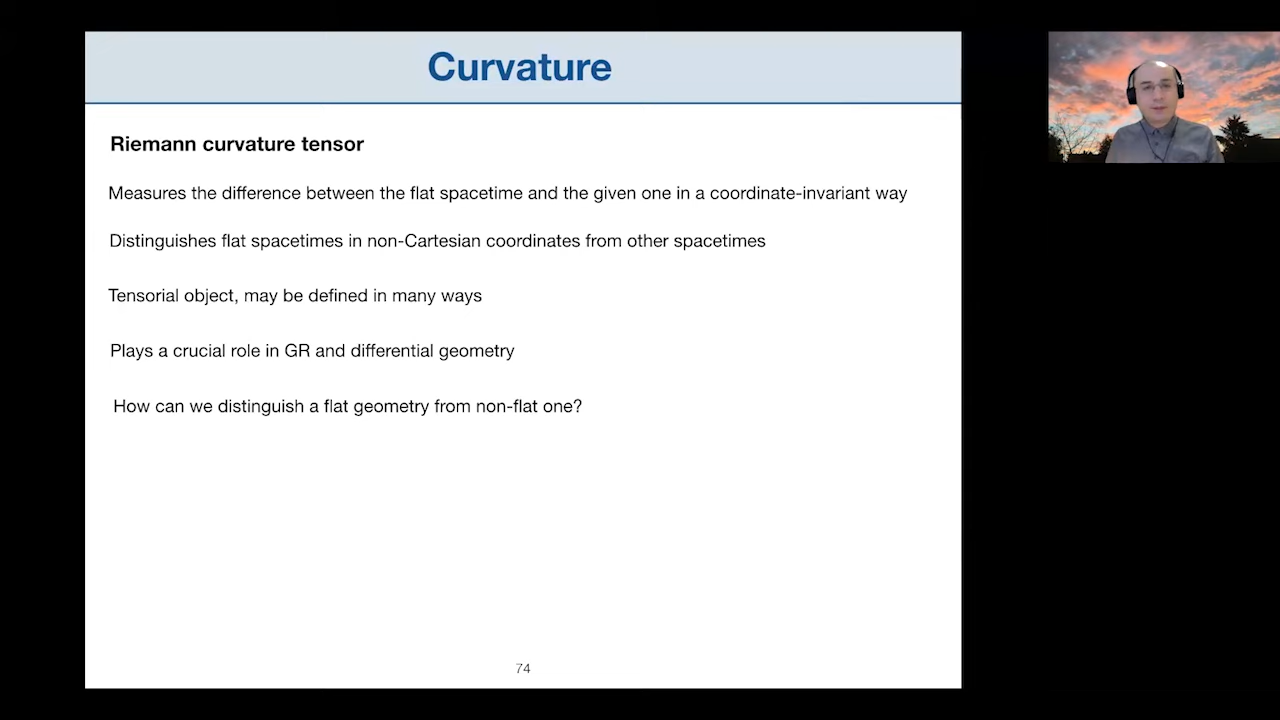 Curvature
Riemann curvature tensor
Measures the difference between the flat spacetime and the given one in a coordinate-invariant way
Distinguishes flat spacetimes in non-Cartesian coordinates from other spacetimes
Tensorial object, may be defined in many ways
Plays a crucial role in GR and differential geometry
How can we distinguish a flat geometry from non-flat one?
74